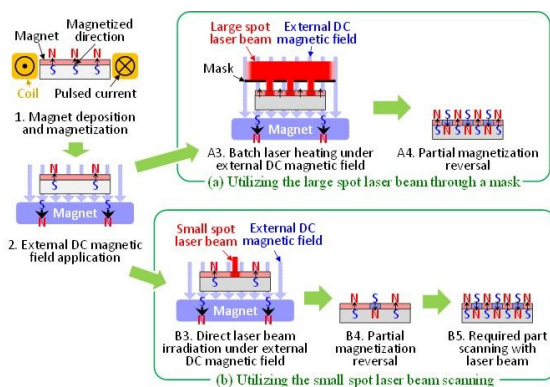 Magnet
Magnetized direction
N N N
S S S
Coil
Pulsed current
1. Magnet deposition
and magnetization
N N
S S
S S
Magnet
N N
2. External DC magnetic
field application
Large spot
laser beam
External DC
magnetic field
Mask
S S
Magnet
N N
A3. Batch laser heating under
external DC magnetic field
N S N S N S N
S N S N S N S
A4. Partial magnetization
reversal
(a) Utilizing the large spot laser beam through a mask
Small spot
laser beam
External DC
magnetic field
N N
S S
S S
Magnet
N N
B3. Direct laser beam
irradiation under external
DC magnetic field
N S N
S N S
B4. Partial
magnetization
reversal
N S N S N S N
S N S N S N S
B5. Required part
scanning with
laser beam
(b) Utilizing the small spot laser beam scanning